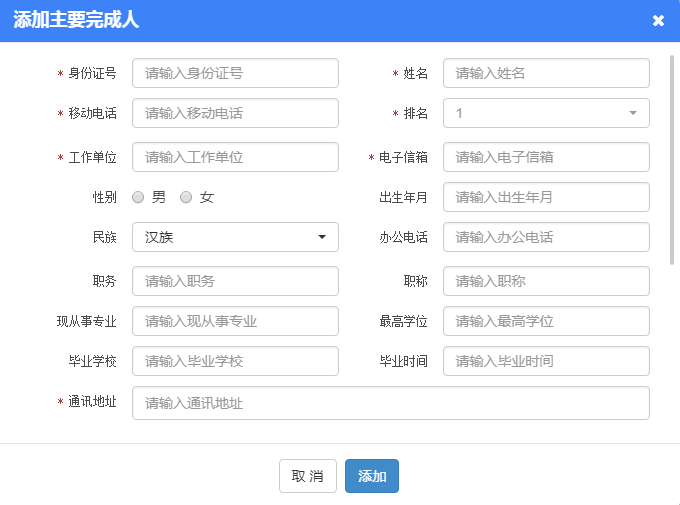 添加主要完成人 ✖
* 身份证号 请输入身份证号 * 姓名 请输入姓名
* 移动电话 请输入移动电话 * 排名 1
* 工作单位 请输入工作单位 * 电子信箱 请输入电子信箱
性别 男 女 出生年月 请输入出生年月
民族 汉族 办公电话 请输入办公电话
职务 请输入职务 职称 请输入职称
现从事专业 请输入现从事专业 最高学位 请输入最高学位
毕业学校 请输入毕业学校 毕业时间 请输入毕业时间
* 通讯地址 请输入通讯地址
取 消 添加